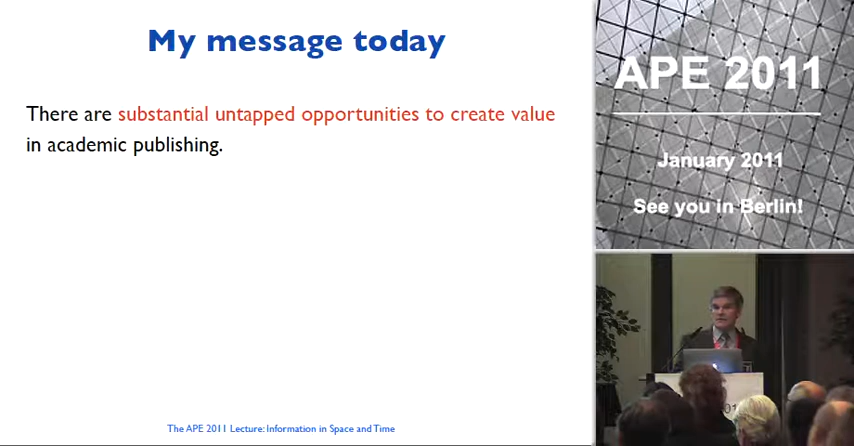 My message today
There are substantial untapped opportunities to create value
in academic publishing.
The APE 2011 Lecture: Information in Space and Time
APE 2011
January 2011
See you in Berlin!